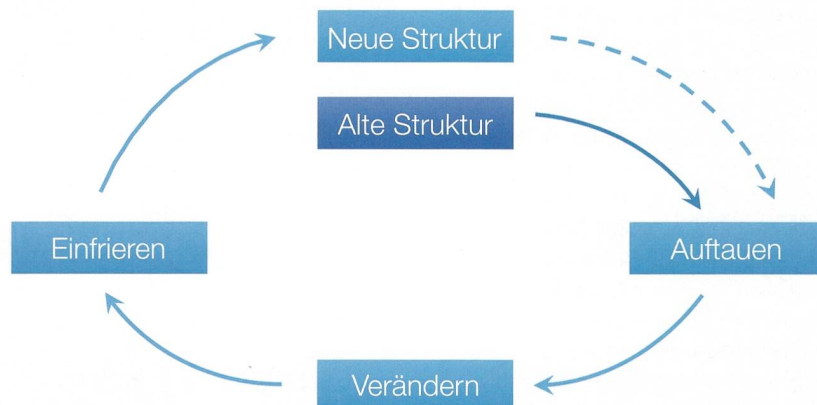 Neue Struktur
Alte Struktur
Einfrieren
Auftauen
Verändern